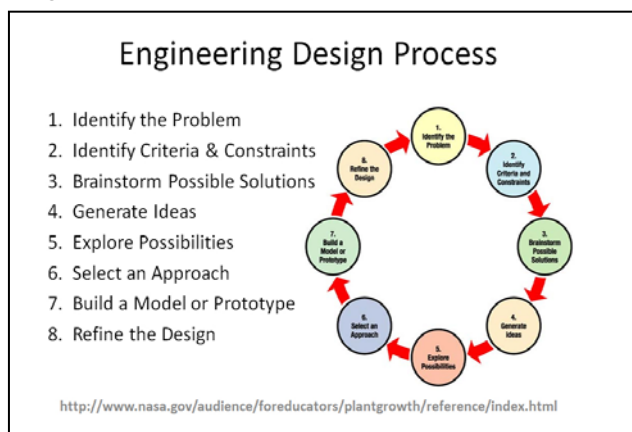 Engineering Design Process
1. Identify the Problem
2. Identify Criteria & Constraints
3. Brainstorm Possible Solutions
4. Generate Ideas
5. Explore Possibilities
6. Select an Approach
7. Build a Model or Prototype
8. Refine the Design
1.
Identify the
Problem
2.
Identify
Criteria and
Constraints
3.
Brainstorm
Possible
Solutions
4.
Generate
Ideas
5.
Explore
Possibilities
6.
Select an
Approach
7.
Build a
Model or
Prototype
8.
Refine the
Design
http://www.nasa.gov/audience/foreducators/plantgrowth/reference/index.html